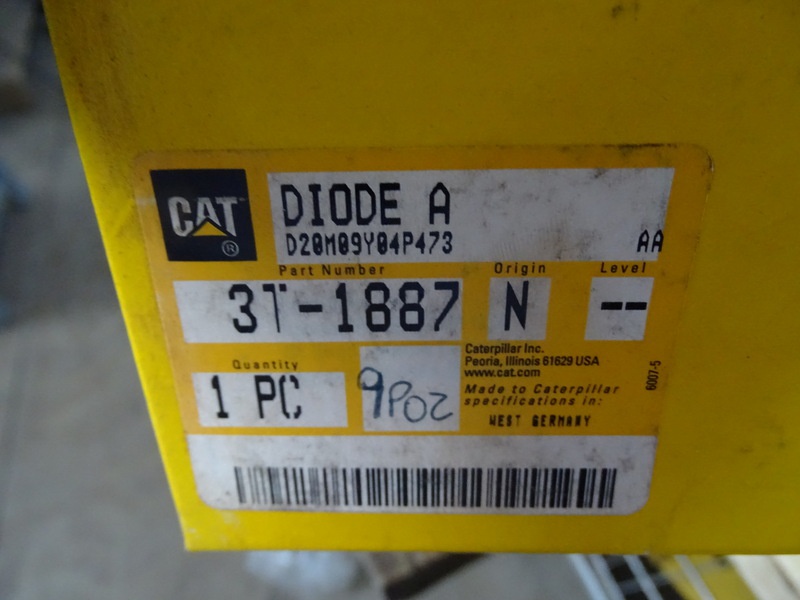 CAT
®
DIODE A
D20M09Y04P473 AA
Part Number Origin Level
3T-1887 N --
Caterpillar Inc.
Peoria, Illinois 61629 USA
www.cat.com
Quantity
1 PC
9P02
Made to Caterpillar
specifications in:
WEST GERMANY
6007-5